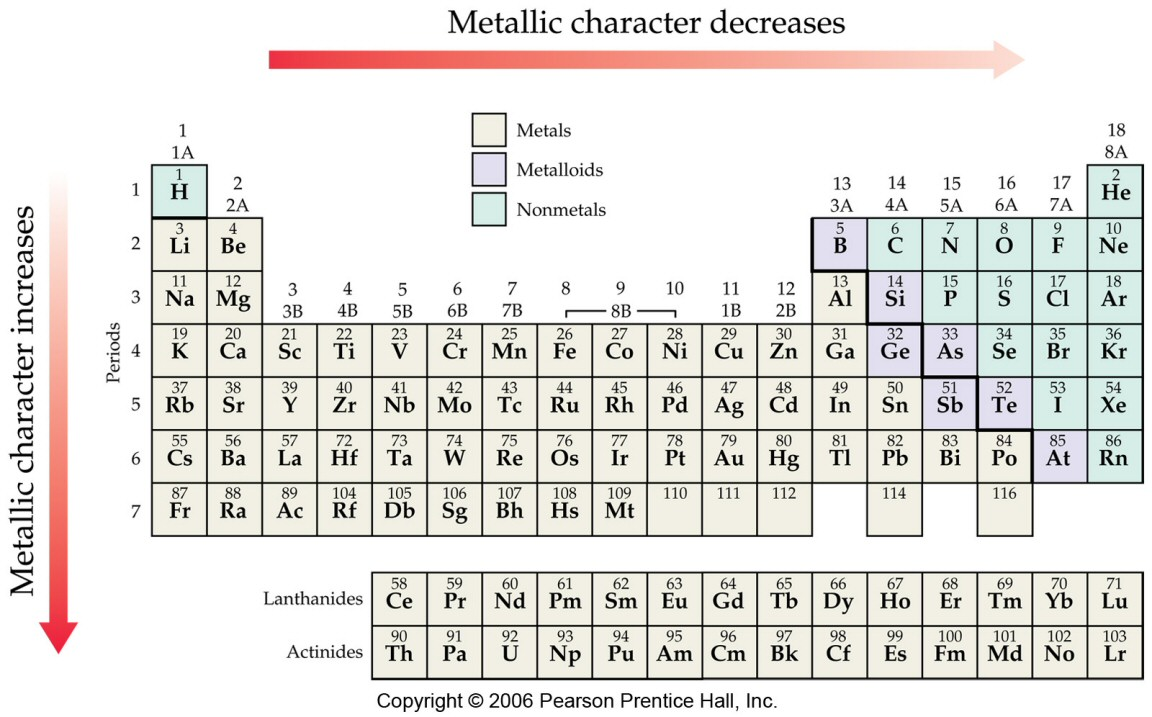 Metallic character decreases
Metallic character increases
Periods
Metals
Metalloids
Nonmetals
1 18
1A 8A
2 13 14 15 16 17
2A 3A 4A 5A 6A 7A
3 4 5 6 7 8 9 10 11 12
3B 4B 5B 6B 7B 8B 1B 2B
1 2
1 H He
3 4 5 6 7 8 9 10
2 Li Be B C N O F Ne
11 12 13 14 15 16 17 18
3 Na Mg Al Si P S Cl Ar
19 20 21 22 23 24 25 26 27 28 29 30 31 32 33 34 35 36
4 K Ca Sc Ti V Cr Mn Fe Co Ni Cu Zn Ga Ge As Se Br Kr
37 38 39 40 41 42 43 44 45 46 47 48 49 50 51 52 53 54
5 Rb Sr Y Zr Nb Mo Tc Ru Rh Pd Ag Cd In Sn Sb Te I Xe
55 56 57 72 73 74 75 76 77 78 79 80 81 82 83 84 85 86
6 Cs Ba La Hf Ta W Re Os Ir Pt Au Hg Tl Pb Bi Po At Rn
87 88 89 104 105 106 107 108 109 110 111 112 114 116
7 Fr Ra Ac Rf Db Sg Bh Hs Mt
58 59 60 61 62 63 64 65 66 67 68 69 70 71
Lanthanides Ce Pr Nd Pm Sm Eu Gd Tb Dy Ho Er Tm Yb Lu
90 91 92 93 94 95 96 97 98 99 100 101 102 103
Actinides Th Pa U Np Pu Am Cm Bk Cf Es Fm Md No Lr
Copyright © 2006 Pearson Prentice Hall, Inc.